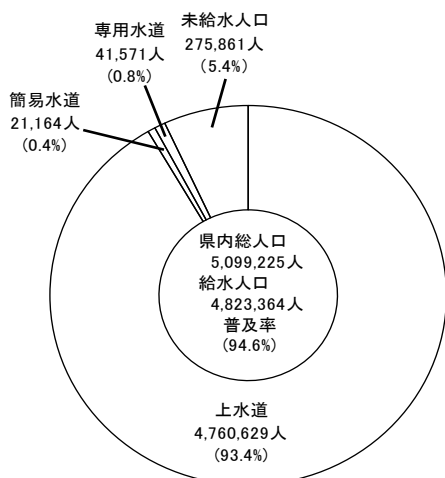 専用水道
41,571人
(0.8%)
未給水人口
275,861人
(5.4%)
簡易水道
21,164人
(0.4%)
県内総人口
5,099,225人
給水人口
4,823,364人
普及率
(94.6%)
上水道
4,760,629人
(93.4%)